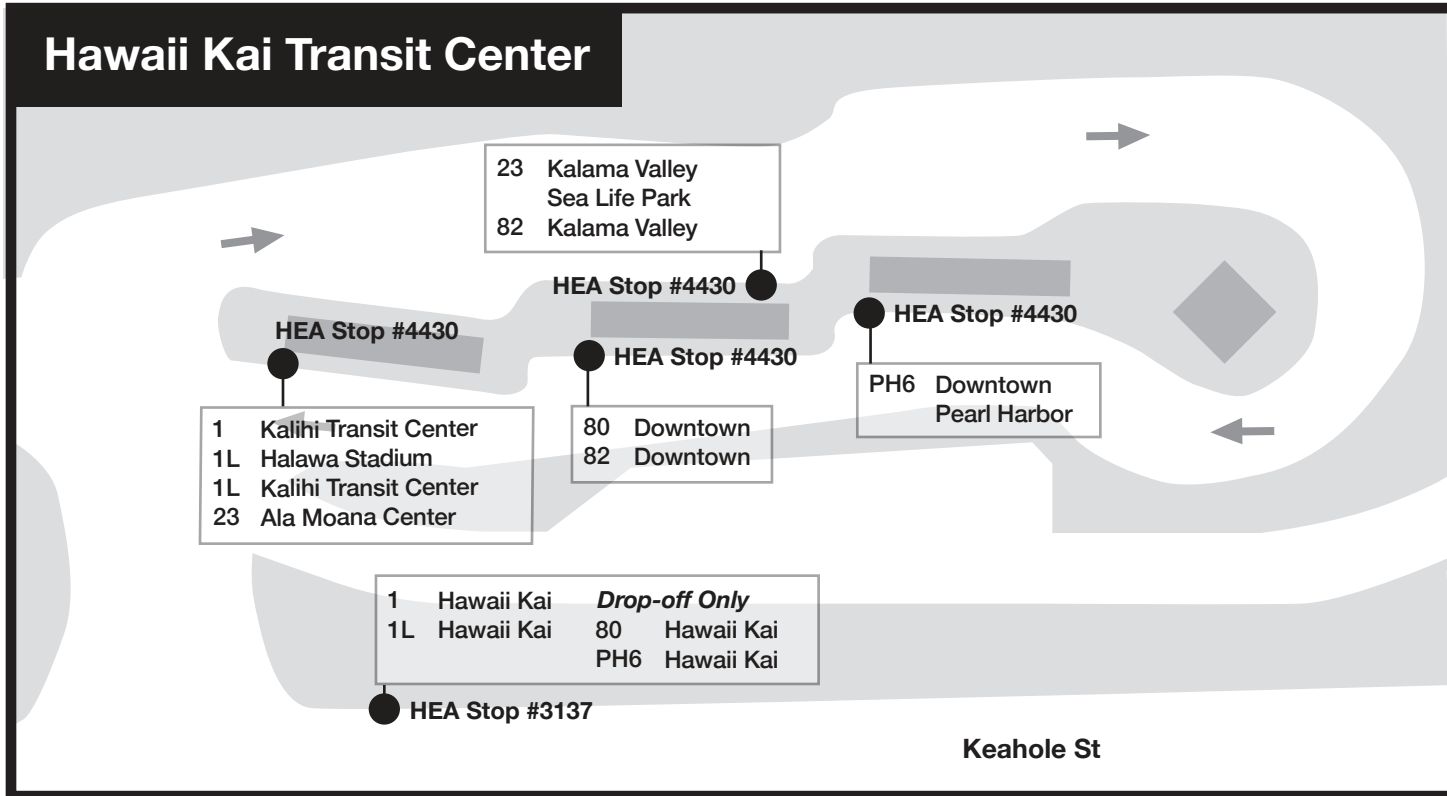 Hawaii Kai Transit Center
23 Kalama Valley
Sea Life Park
82 Kalama Valley
HEA Stop #4430
HEA Stop #4430
HEA Stop #4430
HEA Stop #4430
1 Kalihi Transit Center
1L Halawa Stadium
1L Kalihi Transit Center
23 Ala Moana Center
80 Downtown
82 Downtown
PH6 Downtown
Pearl Harbor
1 Hawaii Kai Drop-off Only
1L Hawaii Kai 80 Hawaii Kai
PH6 Hawaii Kai
HEA Stop #3137
Keahole St